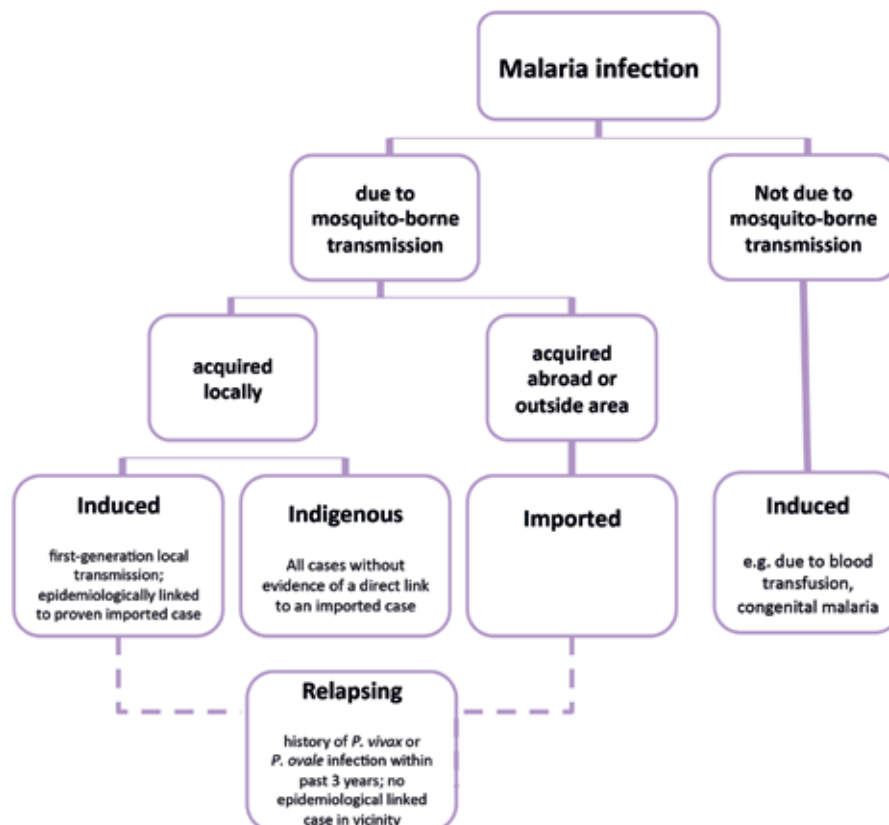 Malaria infection
due to
mosquito-borne
transmission
Not due to
mosquito-borne
transmission
acquired
locally
acquired
abroad or
outside area
Induced
first-generation local
transmission;
epidemiologically linked
to proven imported case
Indigenous
All cases without
evidence of a direct link
to an imported case
Imported
Induced
e.g. due to blood
transfusion,
congenital malaria
Relapsing
history of P. vivax or
P. ovale infection within
past 3 years; no
epidemiological linked
case in vicinity